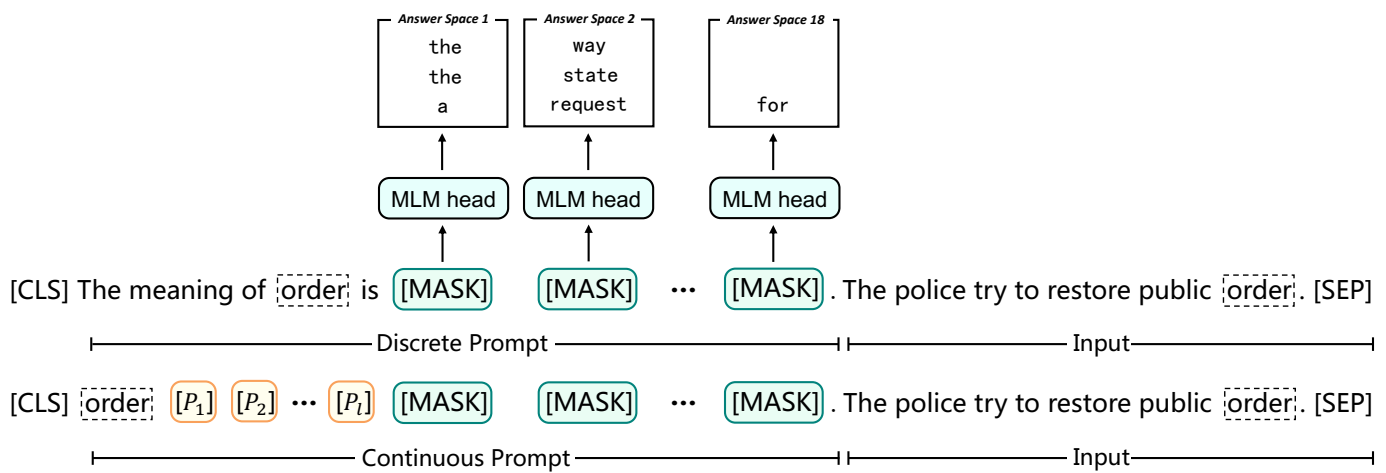 Answer Space 1 Answer Space 2 Answer Space 18
the way
the state
a request for
MLM head MLM head MLM head
[CLS] The meaning of order is [MASK] [MASK] ··· [MASK] . The police try to restore public order. [SEP]
Discrete Prompt Input
[CLS] order [P₁] [P₂] ··· [Pₗ] [MASK] [MASK] ··· [MASK] . The police try to restore public order. [SEP]
Continuous Prompt Input